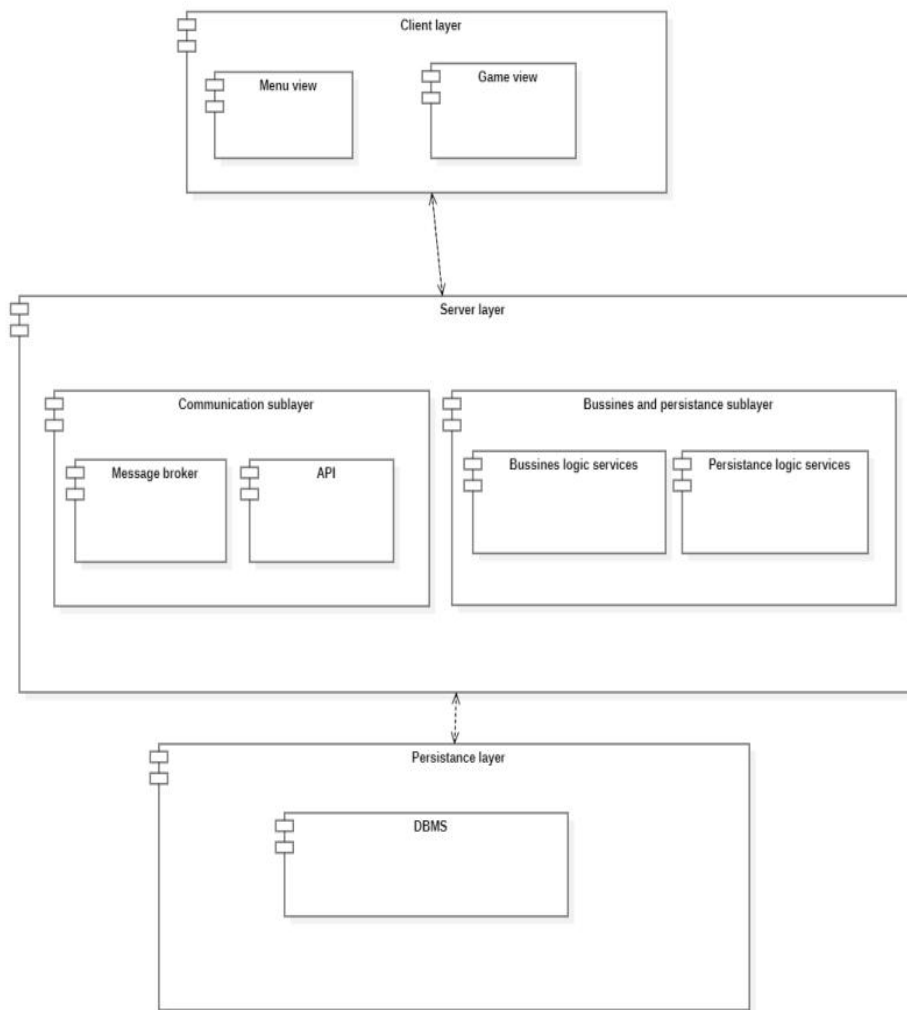 Client layer
Menu view
Game view
Server layer
Communication sublayer
Message broker
API
Bussines and persistance sublayer
Bussines logic services
Persistance logic services
Persistance layer
DBMS